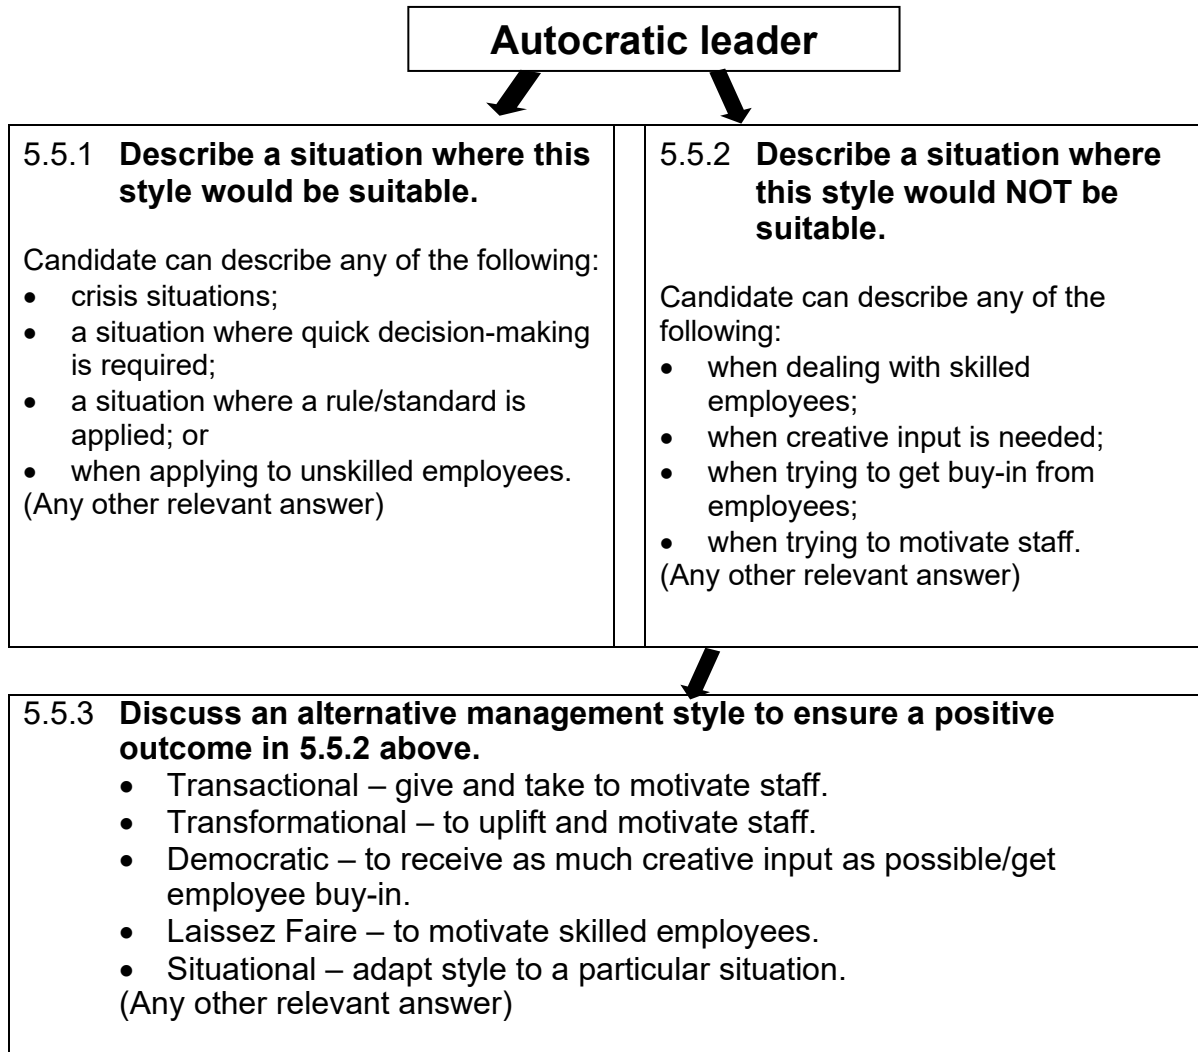 Autocratic leader
5.5.1 Describe a situation where this
style would be suitable.
Candidate can describe any of the following:
• crisis situations;
• a situation where quick decision-making
is required;
• a situation where a rule/standard is
applied; or
• when applying to unskilled employees.
(Any other relevant answer)
5.5.2 Describe a situation where
this style would NOT be
suitable.
Candidate can describe any of the
following:
• when dealing with skilled
employees;
• when creative input is needed;
• when trying to get buy-in from
employees;
• when trying to motivate staff.
(Any other relevant answer)
5.5.3 Discuss an alternative management style to ensure a positive
outcome in 5.5.2 above.
• Transactional – give and take to motivate staff.
• Transformational – to uplift and motivate staff.
• Democratic – to receive as much creative input as possible/get
employee buy-in.
• Laissez Faire – to motivate skilled employees.
• Situational – adapt style to a particular situation.
(Any other relevant answer)